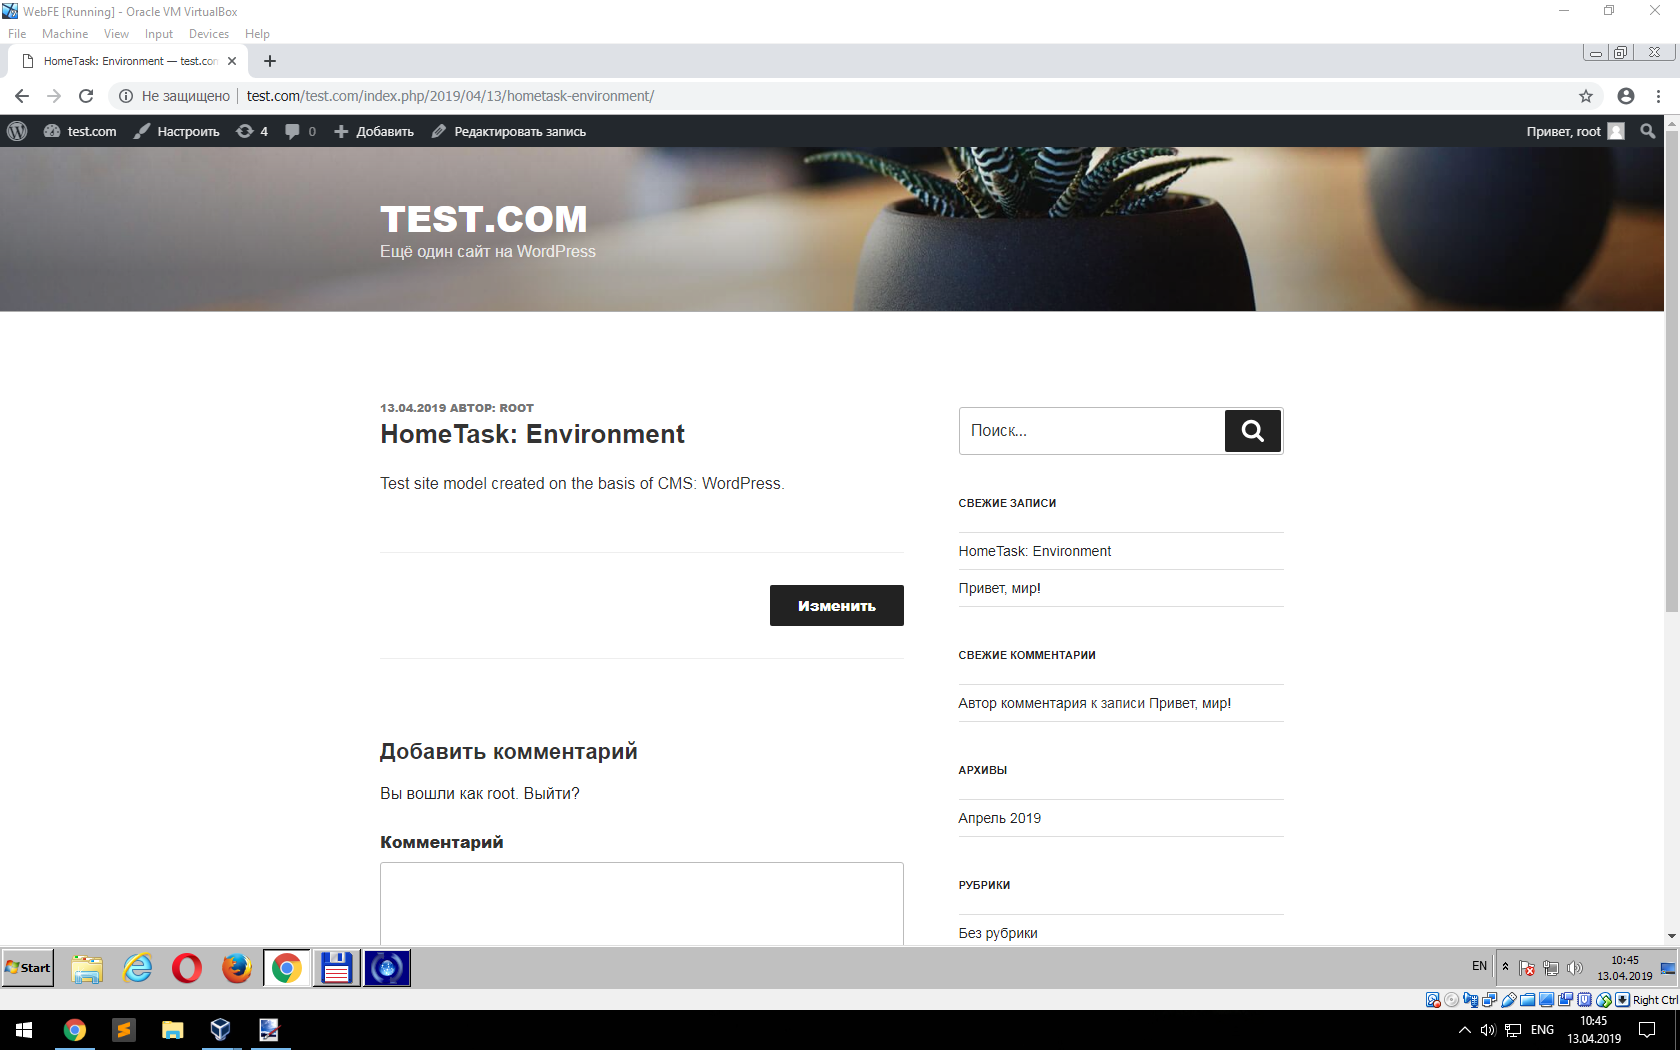 WebFE [Running] - Oracle VM VirtualBox
File Machine View Input Devices Help
HomeTask: Environment — test.con
Не защищено test.com/test.com/index.php/2019/04/13/hometask-environment/
test.com Настроить 4 0 Добавить Редактировать запись Привет, root
TEST.COM
Ещё один сайт на WordPress
13.04.2019 АВТОР: ROOT
HomeTask: Environment
Test site model created on the basis of CMS: WordPress.
Изменить
Добавить комментарий
Вы вошли как root. Выйти?
Комментарий
Поиск...
СВЕЖИЕ ЗАПИСИ
HomeTask: Environment
Привет, мир!
СВЕЖИЕ КОММЕНТАРИИ
Автор комментария к записи Привет, мир!
АРХИВЫ
Апрель 2019
РУБРИКИ
Без рубрики
Start EN 10:45
13.04.2019
Right Ctrl
ENG 10:45
13.04.2019